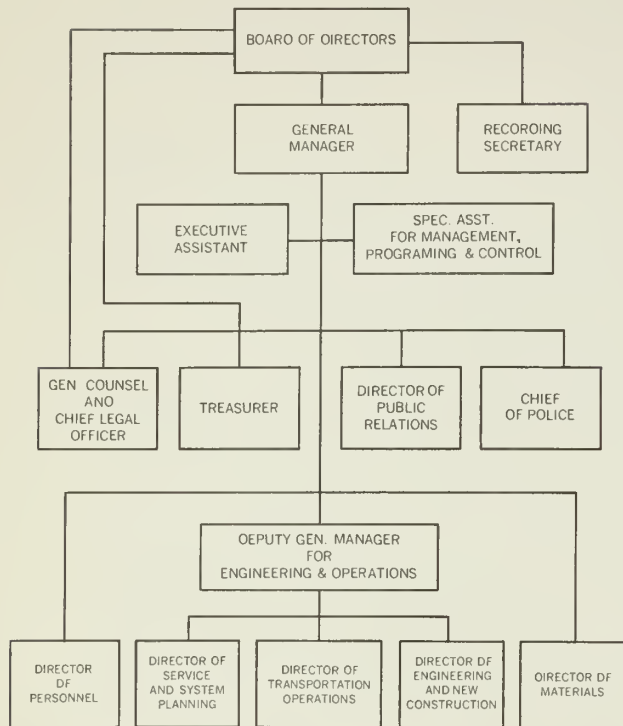 BOARD OF OIRECTORS
GENERAL
MANAGER
RECOROING
SECRETARY
EXECUTIVE
ASSISTANT
SPEC. ASST.
FOR MANAGEMENT,
PROGRAMING & CONTROL
GEN COUNSEL
ANO
CHIEF LEGAL
OFFICER
TREASURER
DIRECTOR OF
PUBLIC
RELATIONS
CHIEF
OF POLICE
OEPUTY GEN. MANAGER
FOR
ENGINEERING & OPERATIONS
DIRECTOR
DF
PERSONNEL
DIRECTOR OF
SERVICE
AND SYSTEM
PLANNING
DIRECTOR OF
TRANSPORTATION
OPERATIONS
DIRECTOR DF
ENGINEERING
AND NEW
CONSTRUCTION
OIRECTOR DF
MATERIALS